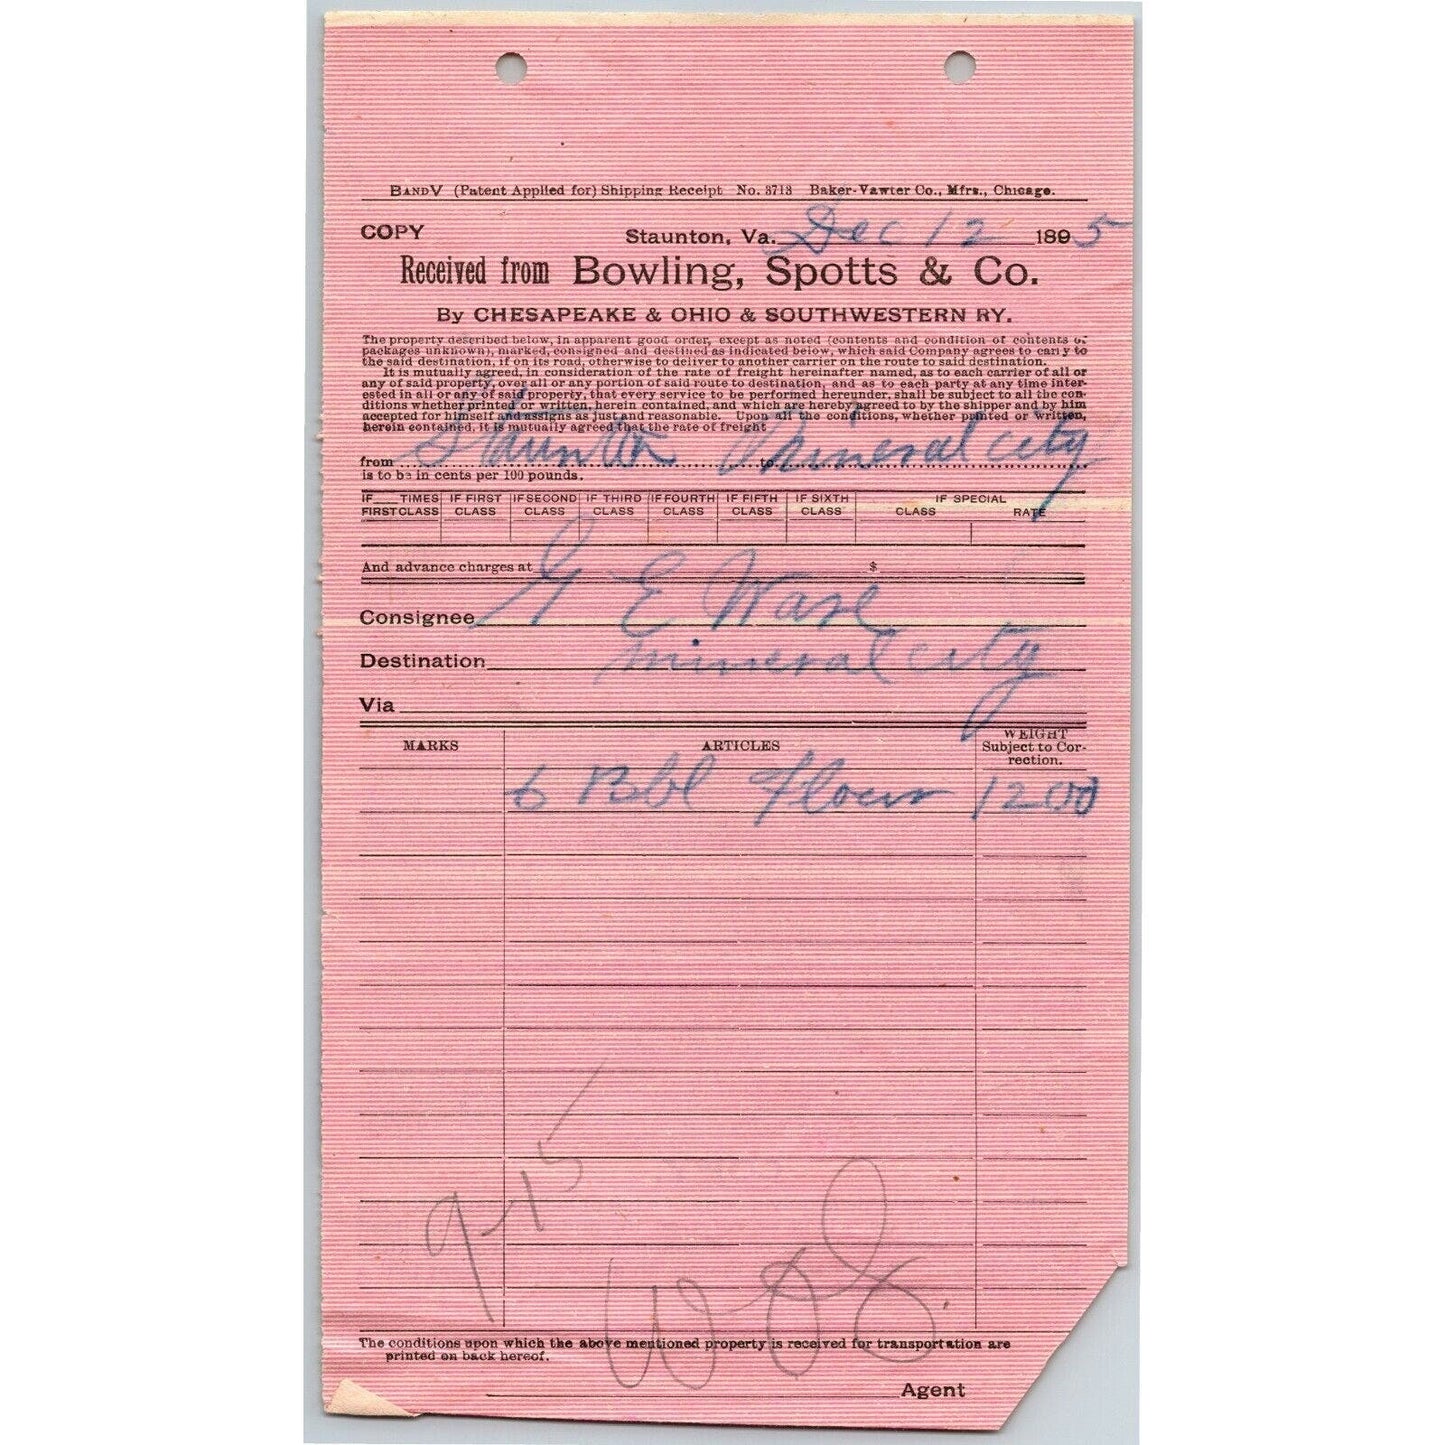 BANDV (Patent Applied for) Shipping Receipt No. 3713 Baker-Vawter Co., Mfrs., Chicago.
COPY Staunton, Va. Dec 12 1895
Received from Bowling, Spotts & Co.
By CHESAPEAKE & OHIO & SOUTHWESTERN RY.
The property described below, in apparent good order, except as noted (contents and condition of contents of
packages unknown), marked, consigned and destined as indicated below, which said Company agrees to carry to
the said destination, if on its road, otherwise to deliver to another carrier on the route to said destination.
It is mutually agreed, in consideration of the rate of freight hereinafter named, as to each carrier of all or
any of said property, over all or any portion of said route to destination, and as to each party at any time inter-
ested in all or any of said property, that every service to be performed hereunder, shall be subject to all the con-
ditions whether printed or written, herein contained, and which are hereby agreed to by the shipper and by him
accepted for himself and assigns as just and reasonable. Upon all the conditions, whether printed or written,
herein contained, it is mutually agreed that the rate of freight
from Staunton to Mineral city
is to be in cents per 100 pounds.
IF TIMES FIRST CLASS IF FIRST CLASS IF SECOND CLASS IF THIRD CLASS IF FOURTH CLASS IF FIFTH CLASS IF SIXTH CLASS IF SPECIAL CLASS RATE
And advance charges at $
Consignee G E Ware
Destination mineral city
Via
MARKS ARTICLES WEIGHT Subject to Cor-rection.
6 Bbl Flour 1200
9-15
The conditions upon which the above mentioned property is received for transportation are
printed on back hereof.
Agent